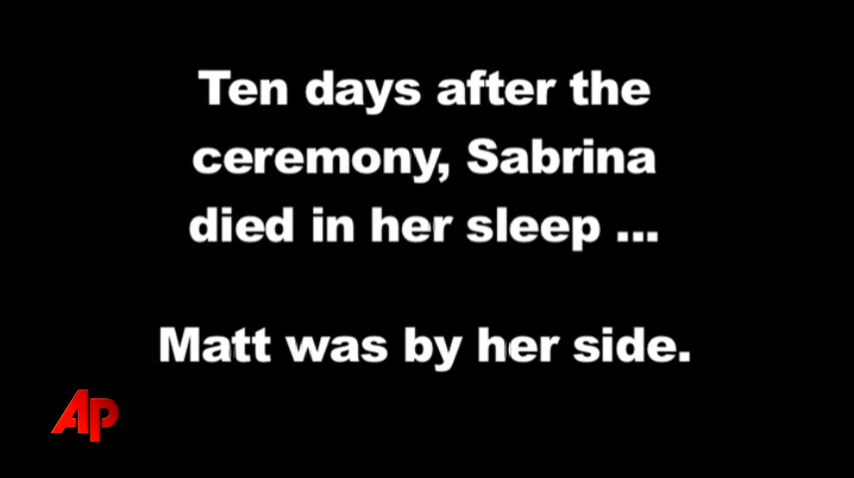 Ten days after the
ceremony, Sabrina
died in her sleep ...
Matt was by her side.
AP